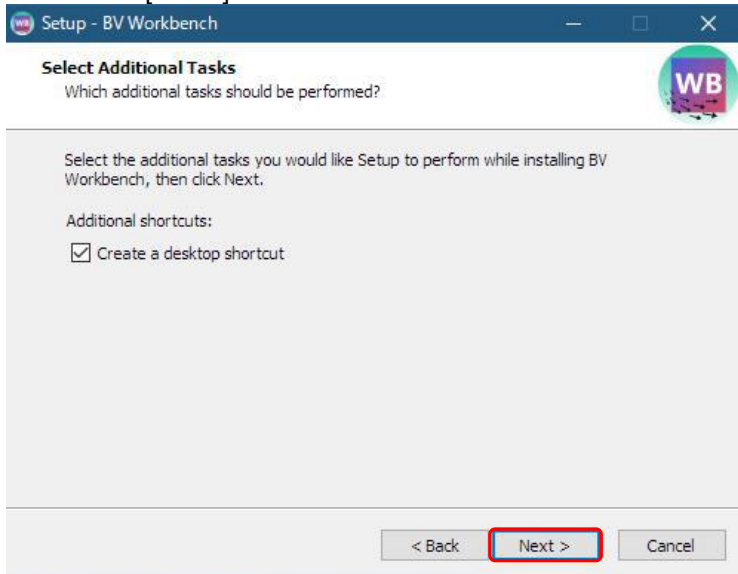 Setup - BV Workbench
Select Additional Tasks
Which additional tasks should be performed?
WB
Select the additional tasks you would like Setup to perform while installing BV
Workbench, then click Next.
Additional shortcuts:
Create a desktop shortcut
< Back Next > Cancel